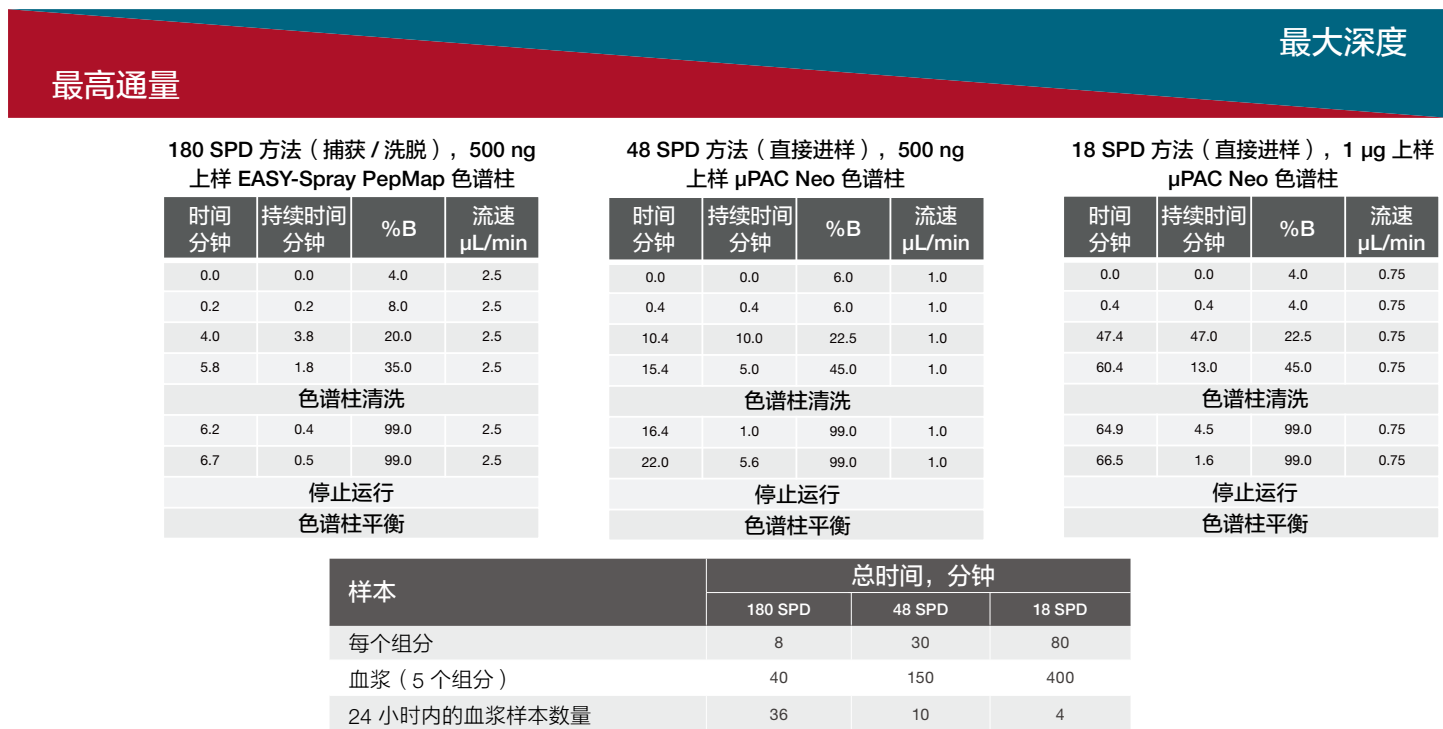 最大深度
最高通量
180 SPD 方法（捕获 / 洗脱），500 ng
上样 EASY-Spray PepMap 色谱柱
时间 持续时间 %B 流速
分钟 分钟 µL/min
0.0 0.0 4.0 2.5
0.2 0.2 8.0 2.5
4.0 3.8 20.0 2.5
5.8 1.8 35.0 2.5
色谱柱清洗
6.2 0.4 99.0 2.5
6.7 0.5 99.0 2.5
停止运行
色谱柱平衡
48 SPD 方法（直接进样），500 ng
上样 µPAC Neo 色谱柱
时间 持续时间 %B 流速
分钟 分钟 µL/min
0.0 0.0 6.0 1.0
0.4 0.4 6.0 1.0
10.4 10.0 22.5 1.0
15.4 5.0 45.0 1.0
色谱柱清洗
16.4 1.0 99.0 1.0
22.0 5.6 99.0 1.0
停止运行
色谱柱平衡
18 SPD 方法（直接进样），1 µg 上样
µPAC Neo 色谱柱
时间 持续时间 %B 流速
分钟 分钟 µL/min
0.0 0.0 4.0 0.75
0.4 0.4 4.0 0.75
47.4 47.0 22.5 0.75
60.4 13.0 45.0 0.75
色谱柱清洗
64.9 4.5 99.0 0.75
66.5 1.6 99.0 0.75
停止运行
色谱柱平衡
样本 总时间，分钟
180 SPD 48 SPD 18 SPD
每个组分 8 30 80
血浆（5 个组分） 40 150 400
24 小时内的血浆样本数量 36 10 4